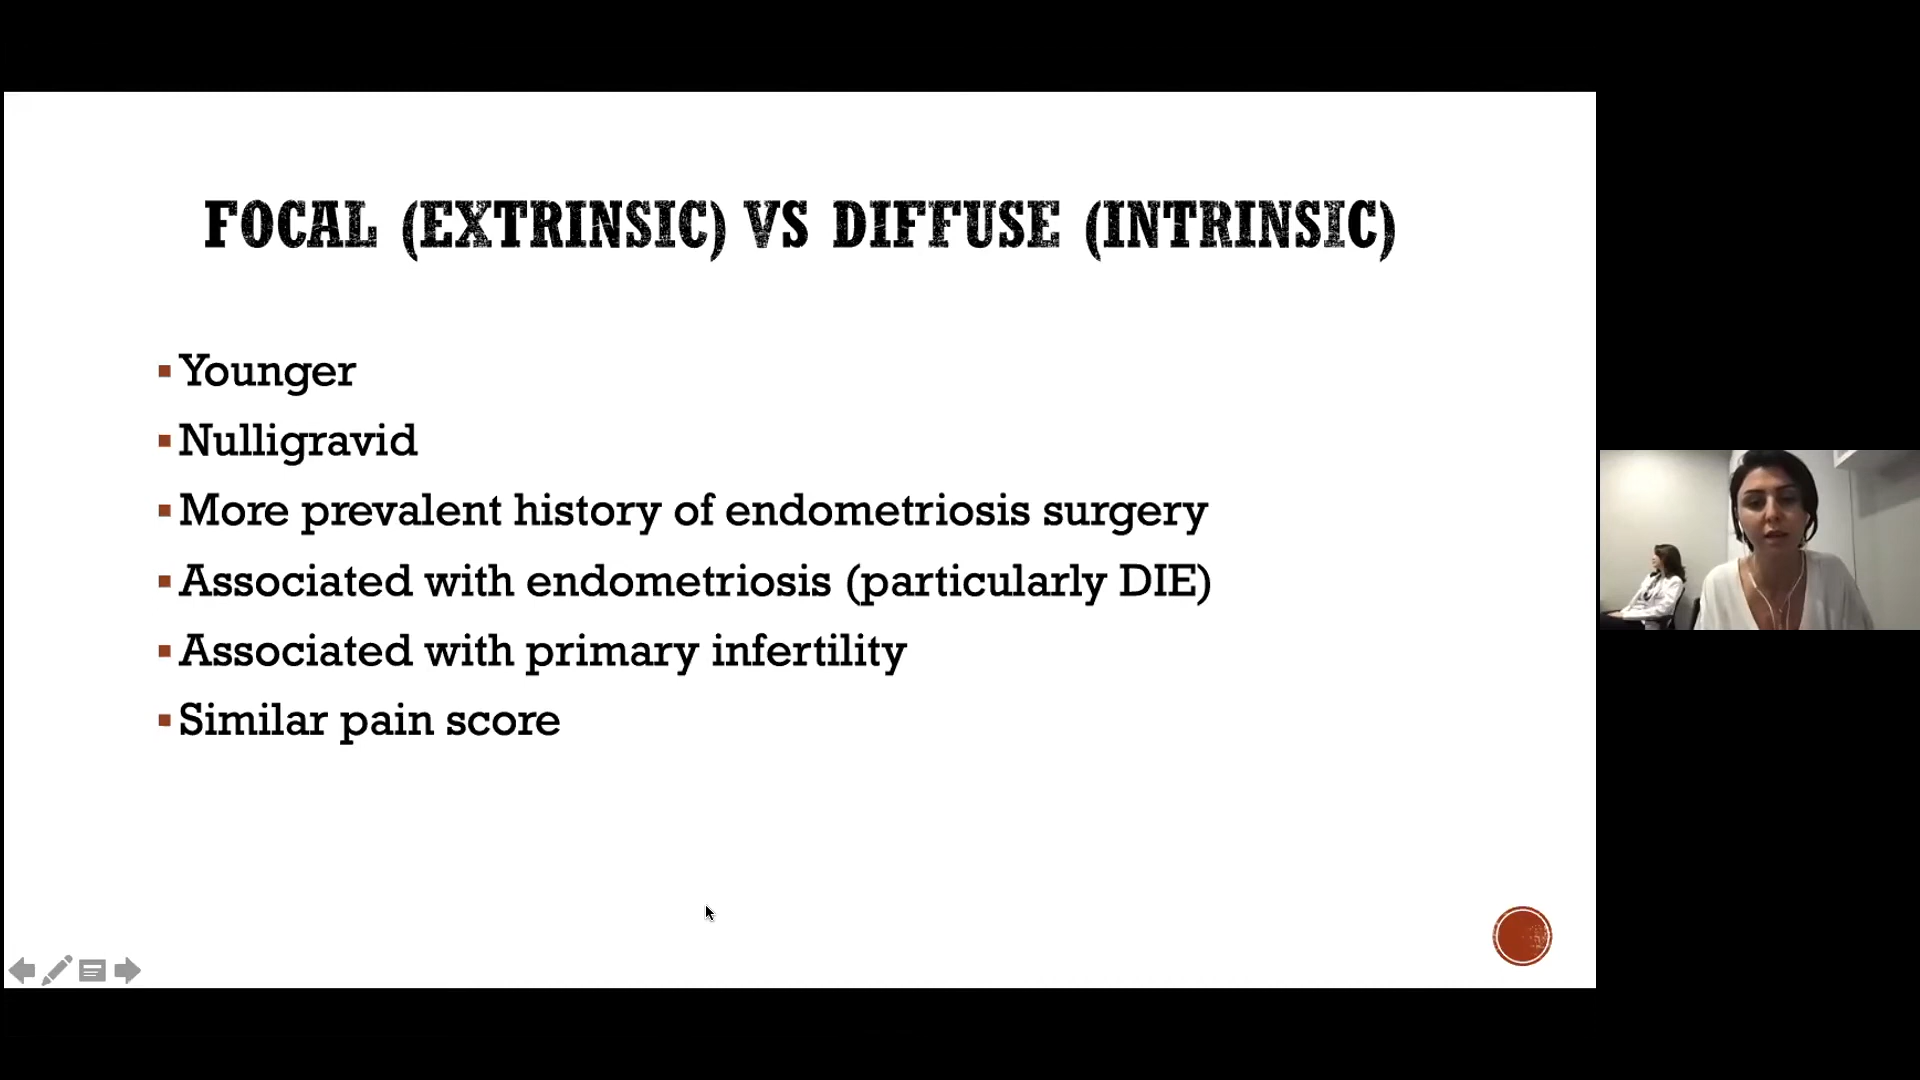 FOCAL (EXTRINSIC) VS DIFFUSE (INTRINSIC)
Younger
Nulligravid
More prevalent history of endometriosis surgery
Associated with endometriosis (particularly DIE)
Associated with primary infertility
Similar pain score